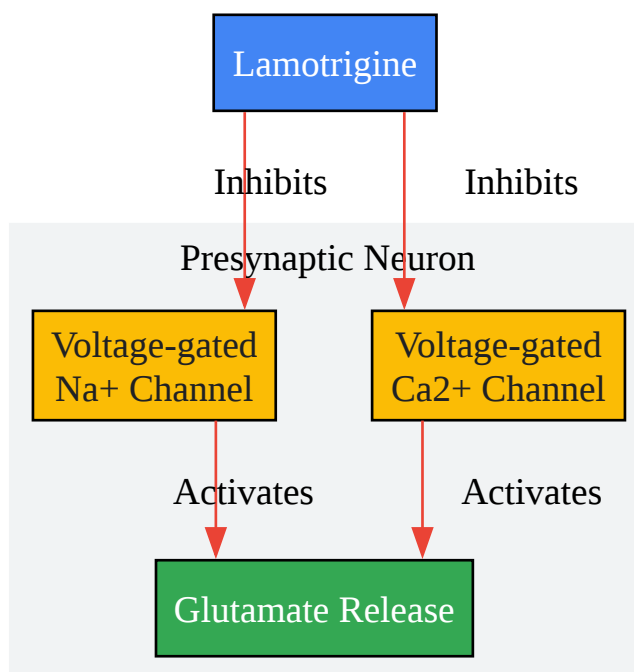 Lamotrigine
Inhibits
Inhibits
Presynaptic Neuron
Voltage-gated
Na+ Channel
Voltage-gated
Ca2+ Channel
Activates
Activates
Glutamate Release